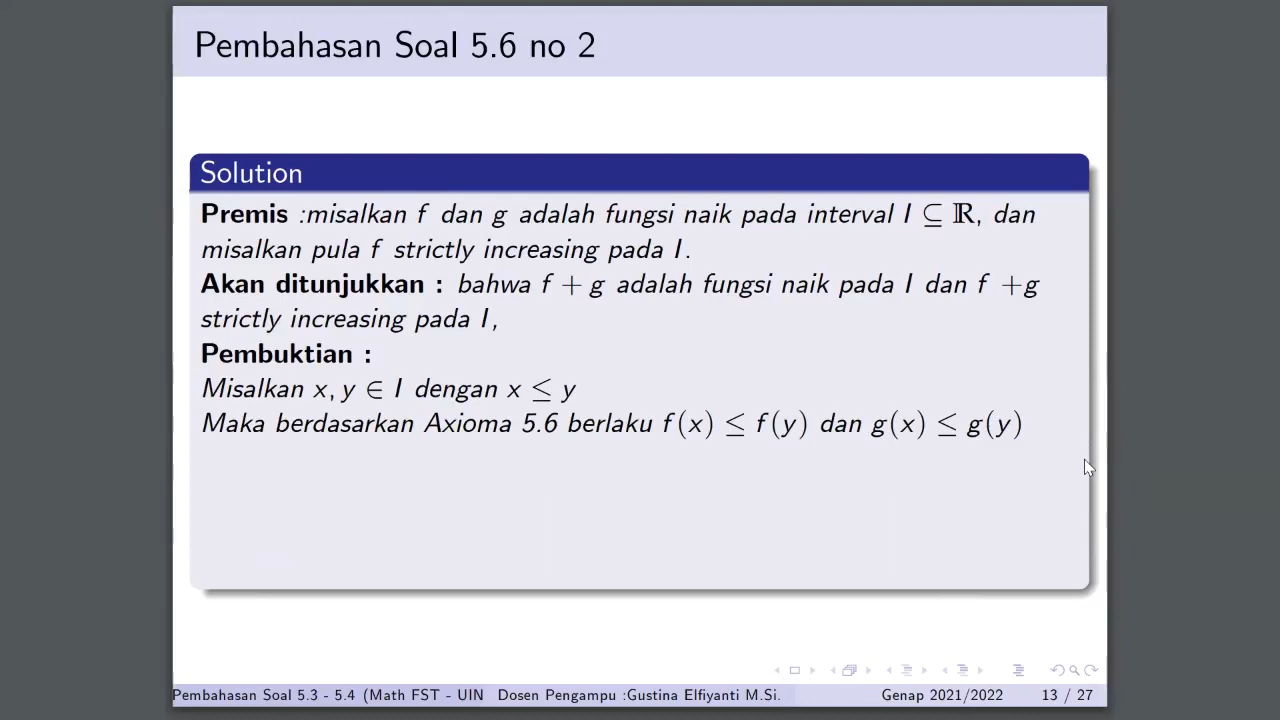 Pembahasan Soal 5.6 no 2
Solution
Premis :misalkan f dan g adalah fungsi naik pada interval I ⊆ ℝ, dan
misalkan pula f strictly increasing pada I.
Akan ditunjukkan : bahwa f + g adalah fungsi naik pada I dan f +g
strictly increasing pada I,
Pembuktian :
Misalkan x, y ∈ I dengan x ≤ y
Maka berdasarkan Axioma 5.6 berlaku f(x) ≤ f(y) dan g(x) ≤ g(y)
Pembahasan Soal 5.3 - 5.4 (Math FST - UIN Dosen Pengampu :Gustina Elfiyanti M.Si. Genap 2021/2022 13 / 27